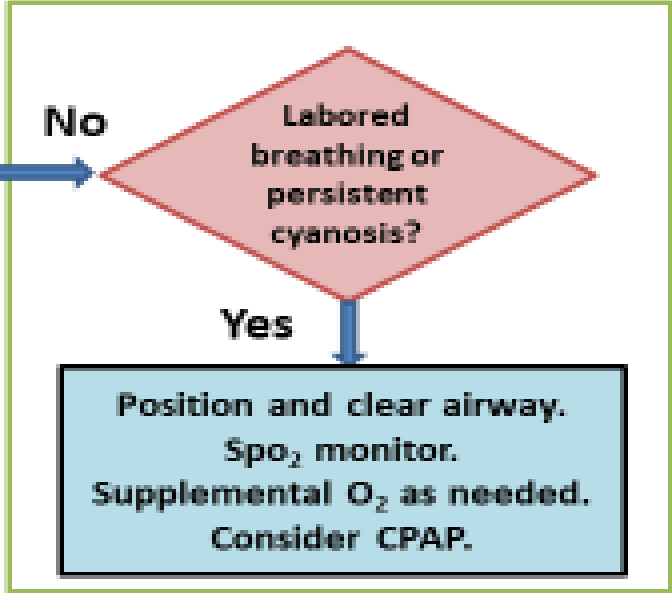 No
Labored
breathing or
persistent
cyanosis?
Yes
Position and clear airway.
Spo₂ monitor.
Supplemental O₂ as needed.
Consider CPAP.